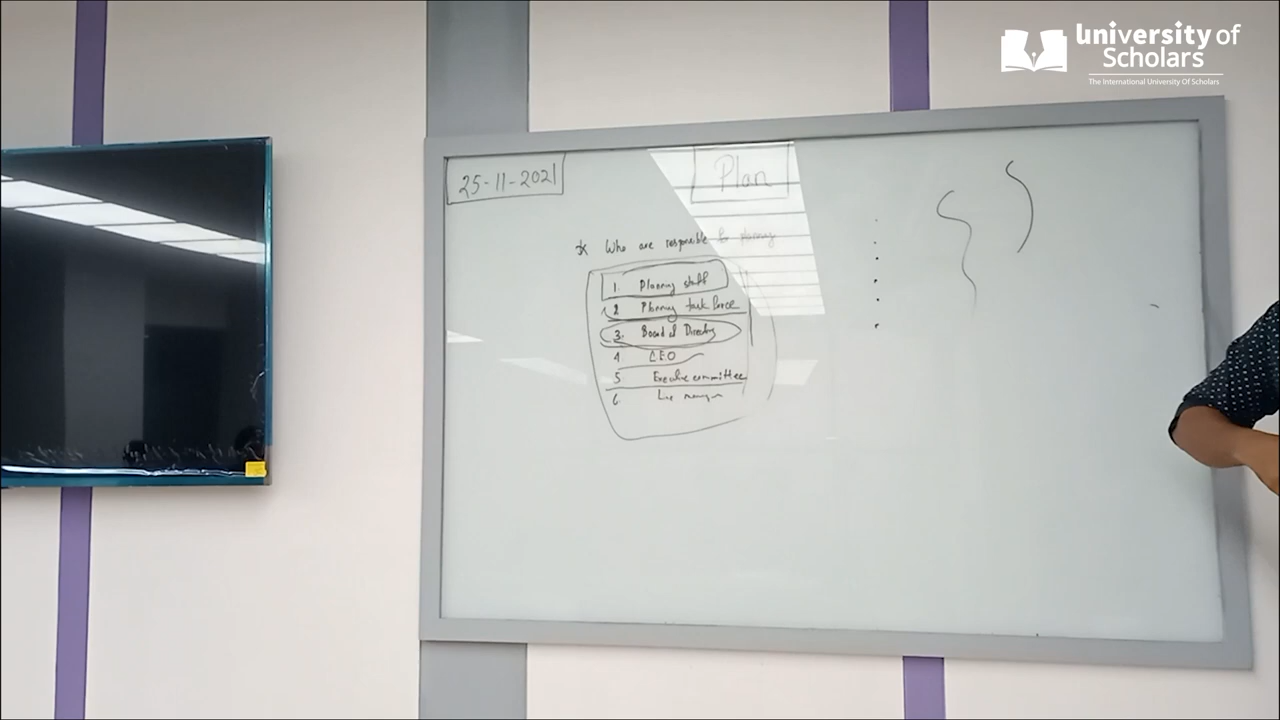 university of
Scholars
The International University Of Scholars
25-11-2021
Plan
* Who are responsible for planning
1. Planning staff
2 Planning task force
3. Board of Directors
4 CEO
5 Executive committee
6. Line manager